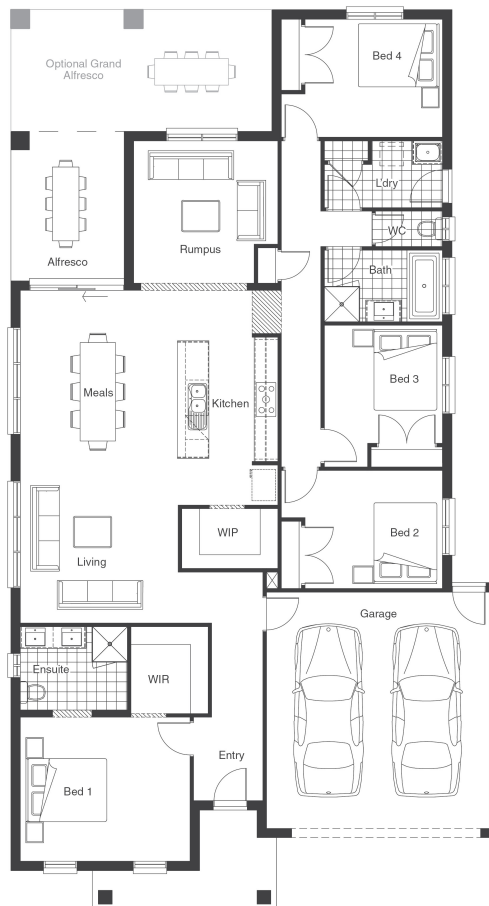 Bed 4
Optional Grand
Alfresco
L'dry
WC
Rumpus
Alfresco
Bath
Bed 3
Meals
Kitchen
WIP
Bed 2
Living
Garage
Ensuite
WIR
Entry
Bed 1